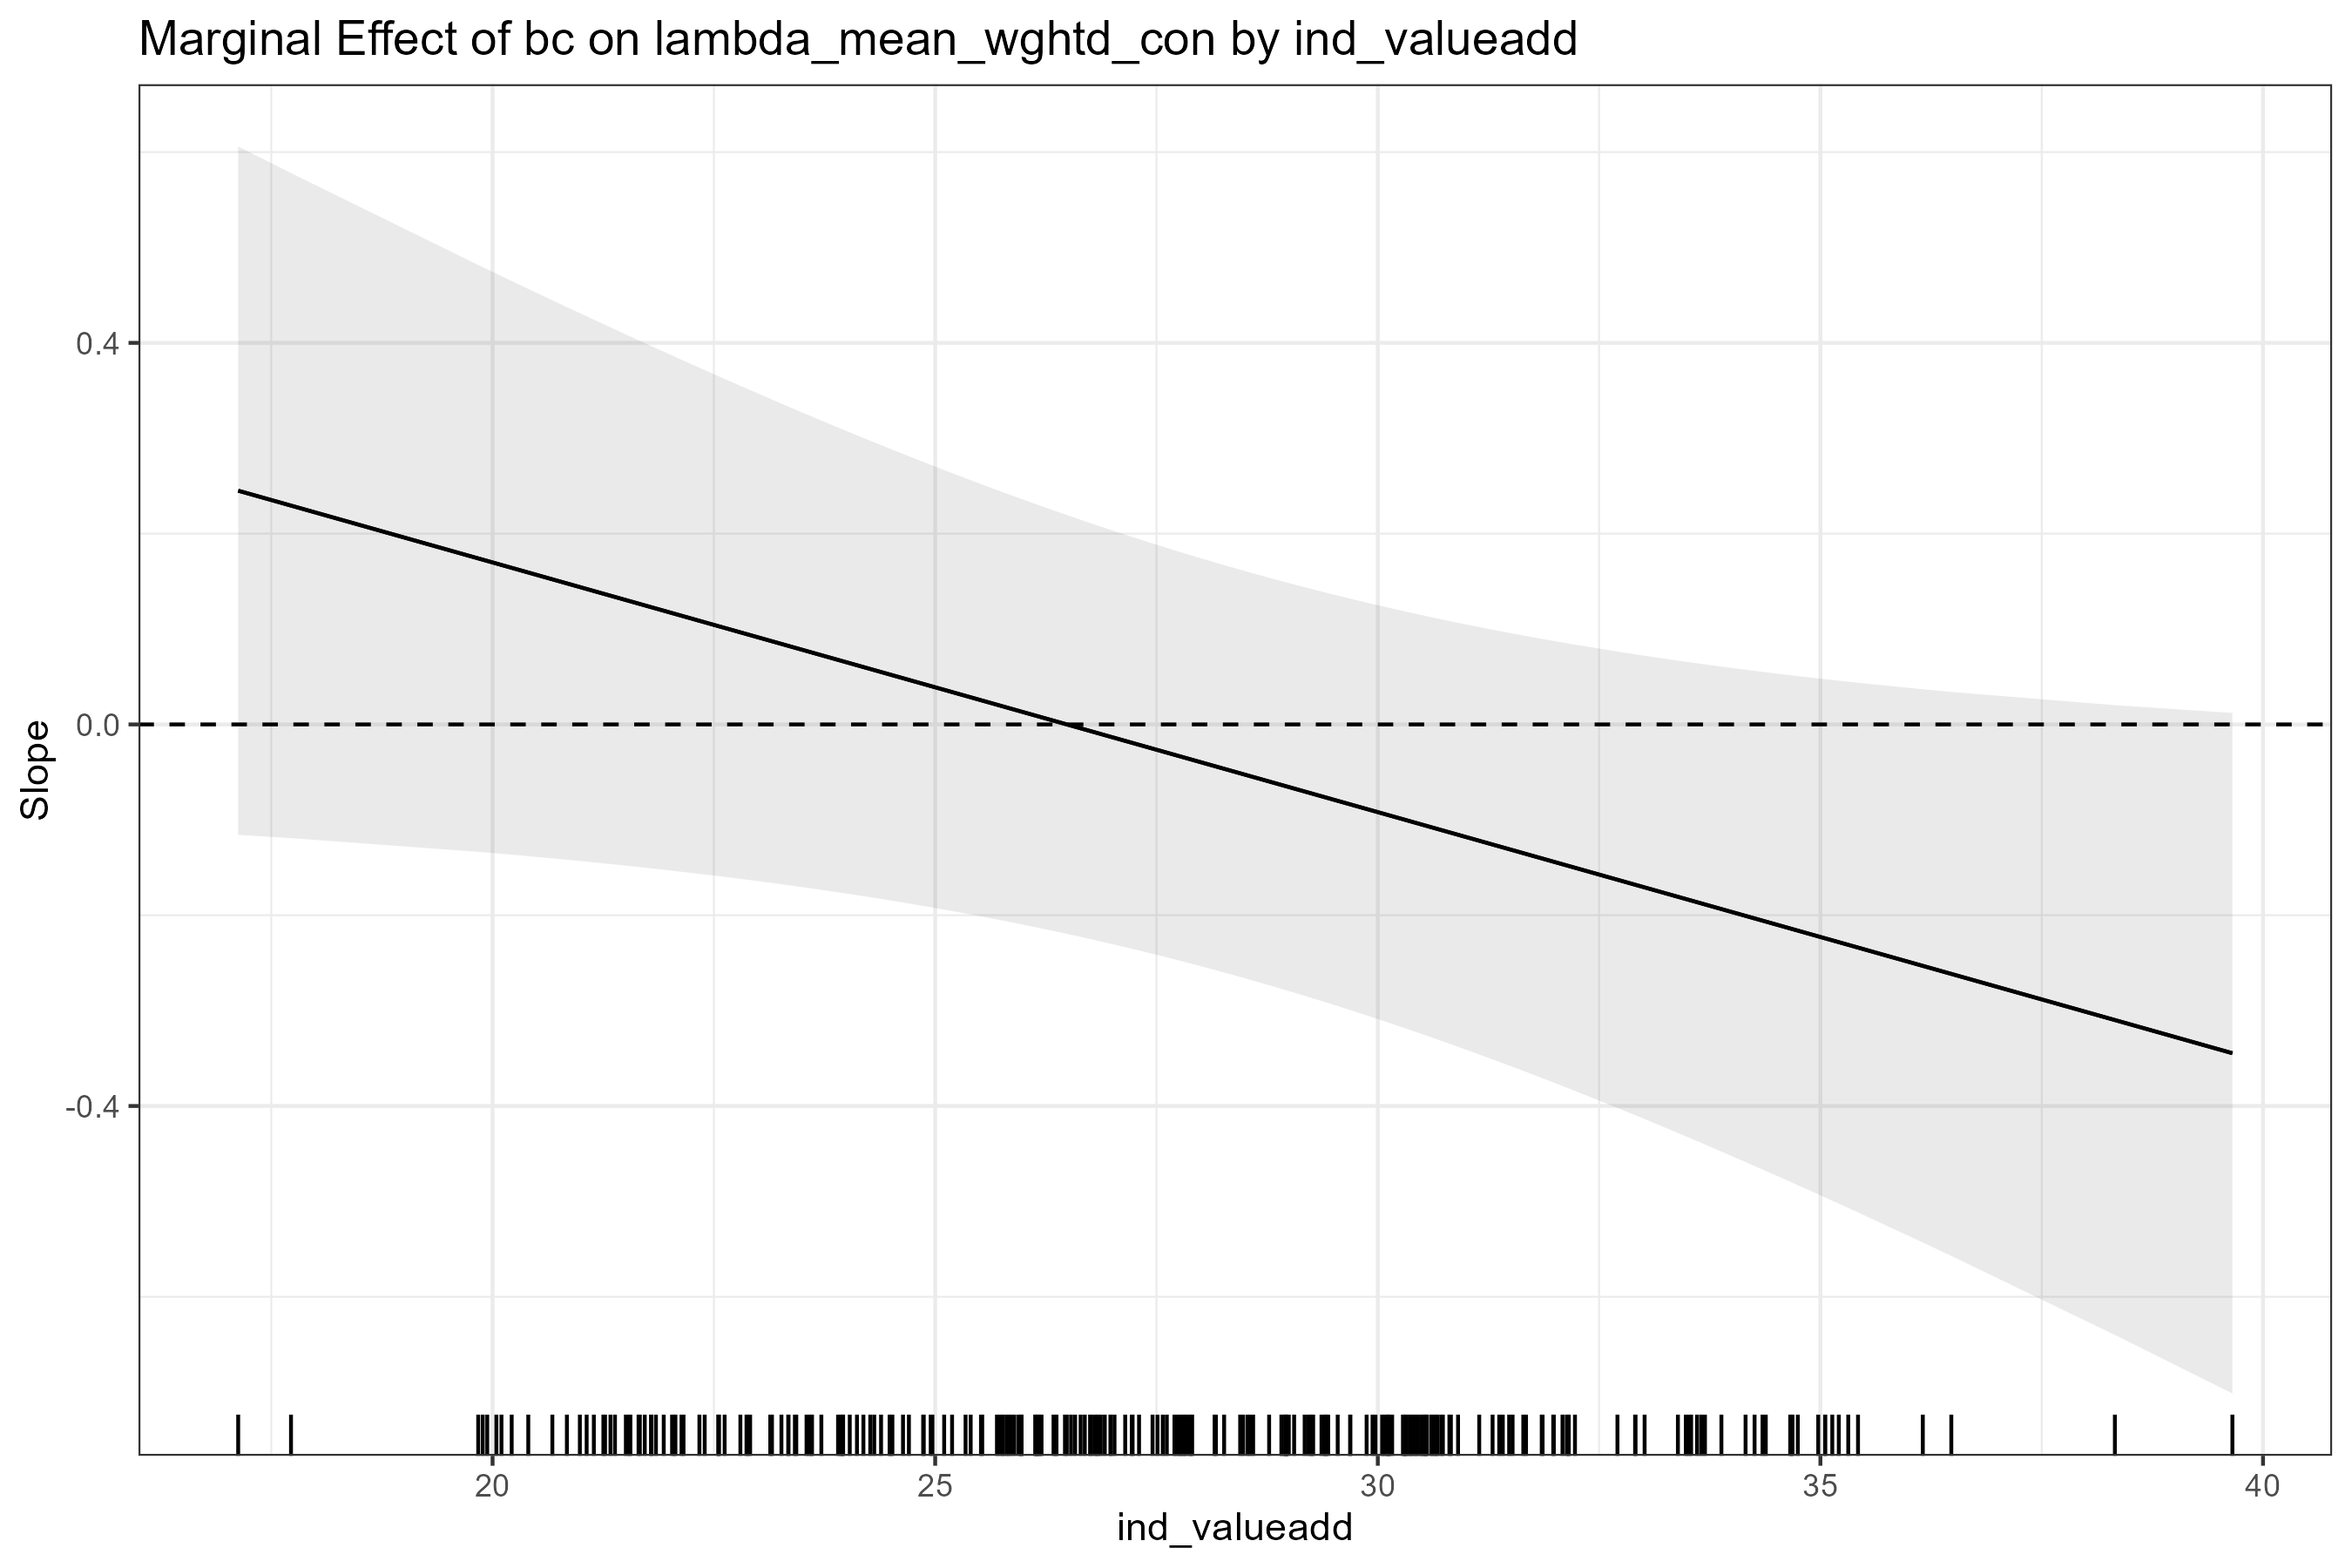 Marginal Effect of bc on lambda_mean_wghtd_con by ind_valueadd
Slope
0.4
0.0
-0.4
20 25 30 35 40
ind_valueadd